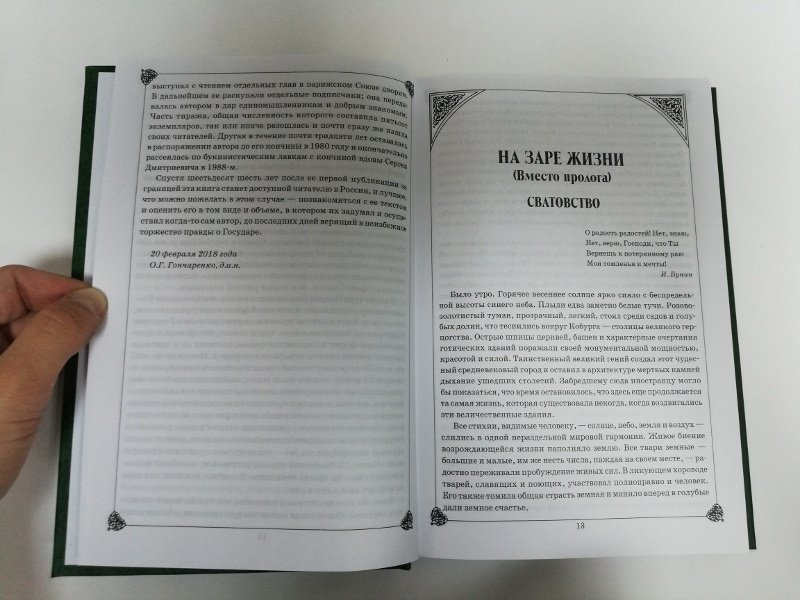 выступал с чтением отдельных глав в парижском Союзе дворян.
В дальнейшем ее раскупали отдельные подписчики; она переда-
валась автором в дар единомышленникам и добрым знакомым.
Часть тиража, общая численность которого составила пятьсот
экземпляров, так или иначе разошлась и почти сразу же нашла
своих читателей. Другая в течение почти тридцати лет оставалась
в распоряжении автора до его кончины в 1980 году и окончательно
рассеялась по букинистическим лавкам с кончиной вдовы Сергея
Дмитриевича в 1988-м.
Спустя шестьдесят шесть лет после ее первой публикации за
границей эта книга станет доступной читателю в России, и лучшее,
что можно пожелать в этом случае — познакомиться с ее текстом
и оценить его в том виде и объеме, в котором их задумал и осуще-
ствил когда-то сам автор, до последних дней верящий в неизбежное
торжество правды о Государе.
20 февраля 2018 года
О.Г. Гончаренко, д.и.н.
НА ЗАРЕ ЖИЗНИ
(Вместо пролога)
СВАТОВСТВО
О радость радостей! Нет, знаю,
Нет, верю, Господи, что Ты
Вернешь к потерянному раю
Мои томленья и мечты!
И. Бунин
Было утро. Горячее весеннее солнце ярко сияло с беспредель-
ной высоты синего неба. Плыли едва заметно белые тучи. Розово-
золотистый туман, прозрачный, легкий, стоял среди садов и голу-
бых долин, что теснились вокруг Кобурга — столицы великого гер-
цогства. Острые шпицы церквей, башен и характерные очертания
готических зданий поражали своей монументальной мощностью,
красотой и силой. Таинственный великий гений создал этот чудес-
ный средневековый город и оставил в архитектуре мертвых камней
дыхание ушедших столетий. Забредшему сюда иностранцу могло
бы показаться, что время остановилось, что здесь еще продолжается
та самая жизнь, которая существовала некогда, когда воздвигались
эти величественные здания.
Все стихии, видимые человеку, — солнце, небо, земля и воздух —
слились в одной нераздельной мировой гармонии. Живое биение
возрождающейся жизни наполняло землю. Все твари земные —
большие и малые, им же несть числа, каждая на своем месте, — ра-
достно переживали пробуждение живых сил. В ликующем хороводе
тварей, славящих и поющих, участвовал полноправно и человек.
Его также томила общая страсть земная и манило вперед в голубые
дали земное счастье.
13